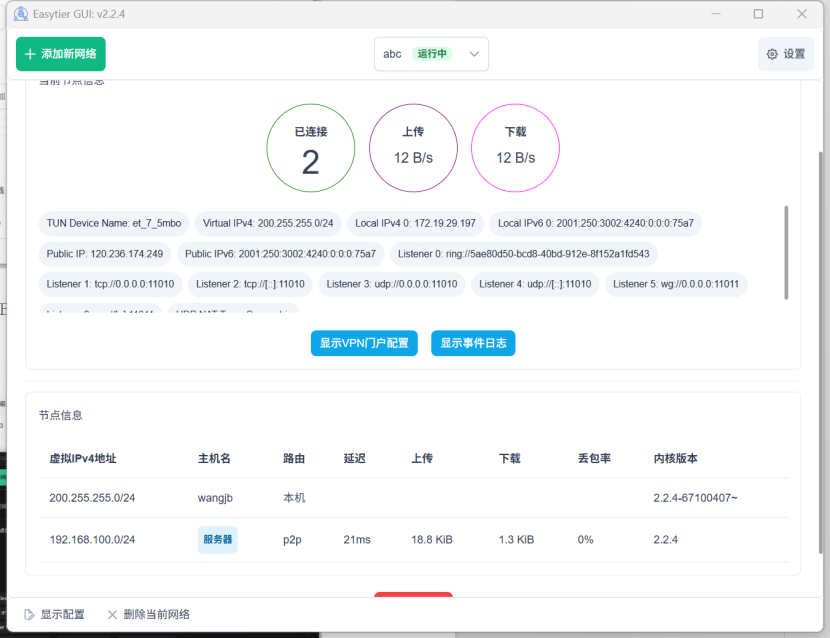 Easytier GUI: v2.2.4
添加新网络
abc 运行中
设置
当前节点信息
已连接 上传 下载
2 12 B/s 12 B/s
TUN Device Name: et_7_5mbo Virtual IPv4: 200.255.255.0/24 Local IPv4 0: 172.19.29.197 Local IPv6 0: 2001:250:3002:4240:0:0:0:75a7
Public IP: 120.236.174.249 Public IPv6: 2001:250:3002:4240:0:0:0:75a7 Listener 0: ring://5ae80d50-bcd8-40bd-912e-8f152a1fd543
Listener 1: tcp://0.0.0.0:11010 Listener 2: tcp://[::]:11010 Listener 3: udp://0.0.0.0:11010 Listener 4: udp://[::]:11010 Listener 5: wg://0.0.0.0:11011
显示VPN门户配置 显示事件日志
节点信息
虚拟IPv4地址 主机名 路由 延迟 上传 下载 丢包率 内核版本
200.255.255.0/24 wangjb 本机 2.2.4-67100407~
192.168.100.0/24 服务器 p2p 21ms 18.8 KiB 1.3 KiB 0% 2.2.4
显示配置 删除当前网络